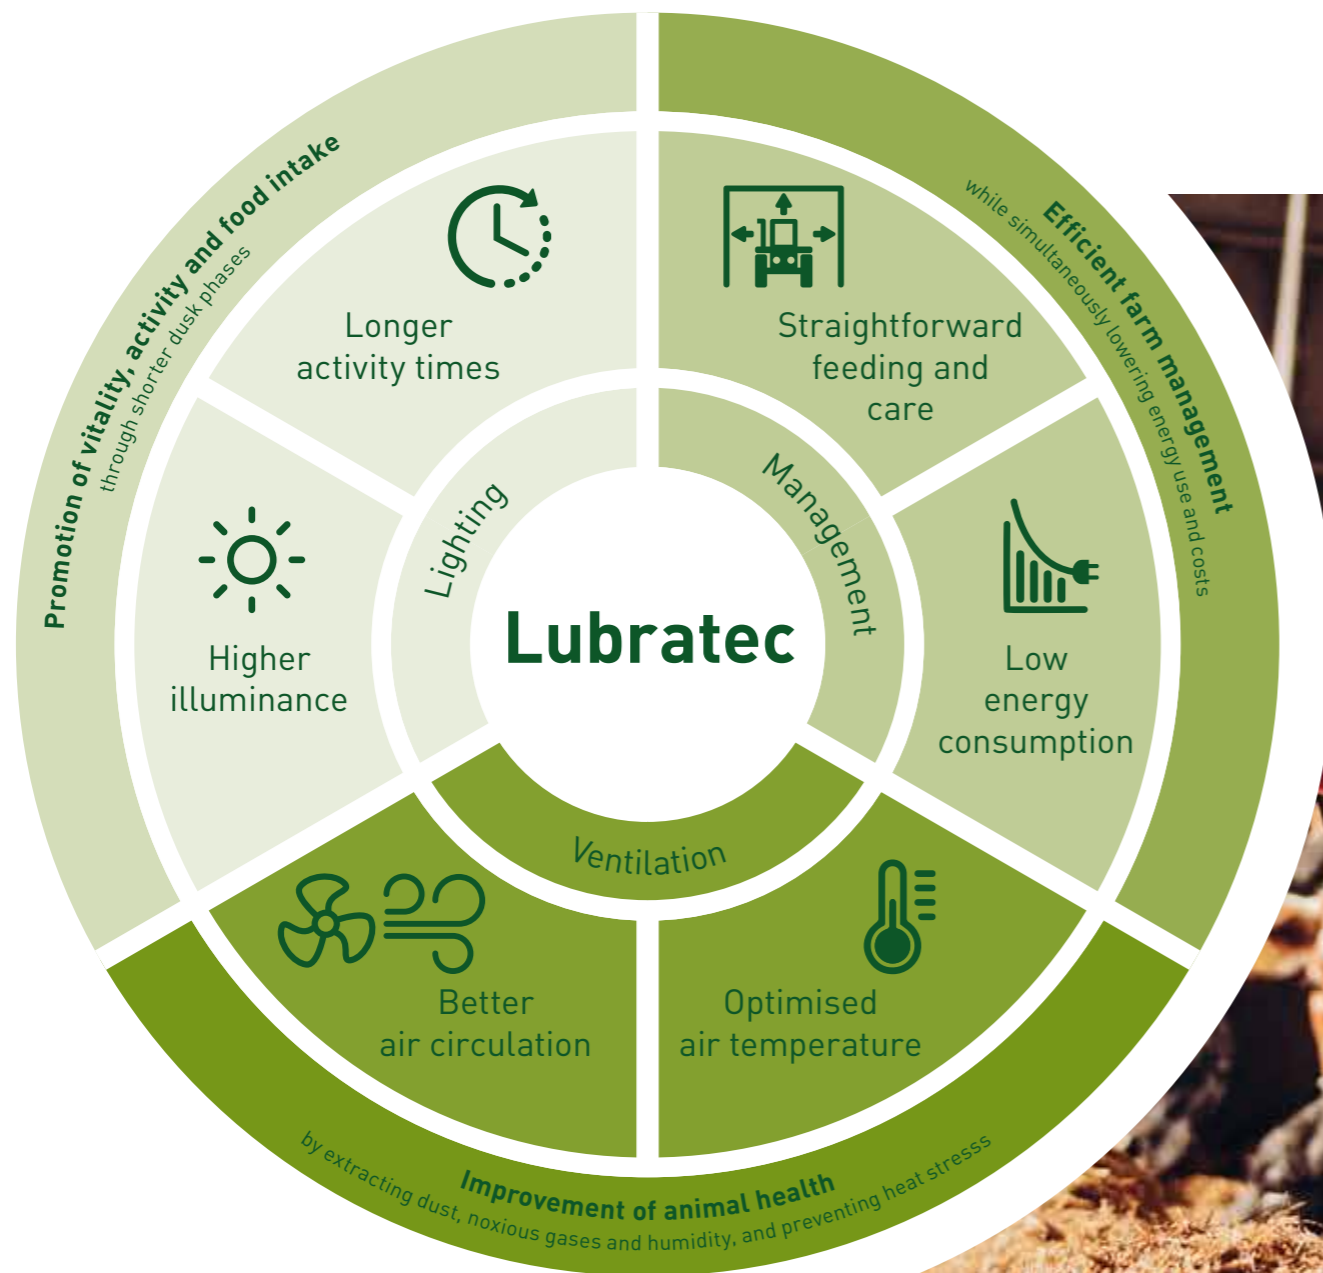 Promotion of vitality, activity and food intake
through shorter dusk phases
Efficient farm management
while simultaneously lowering energy use and costs
Longer
activity times
Straightforward
feeding and
care
Higher
illuminance
Lighting
Management
Lubratec
Low
energy
consumption
Ventilation
Better
air circulation
Optimised
air temperature
Improvement of animal health
by extracting dust, noxious gases and humidity, and preventing heat stresss